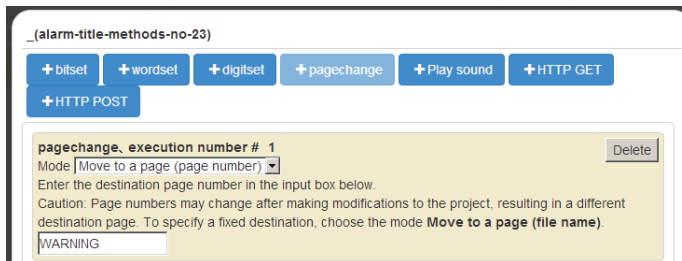 _(alarm-title-methods-no-23)
+bitset +wordset +digitset +pagechange +Play sound +HTTP GET
+HTTP POST
pagechange、execution number # 1 Delete
Mode Move to a page (page number)
Enter the destination page number in the input box below.
Caution: Page numbers may change after making modifications to the project, resulting in a different
destination page. To specify a fixed destination, choose the mode Move to a page (file name).
WARNING